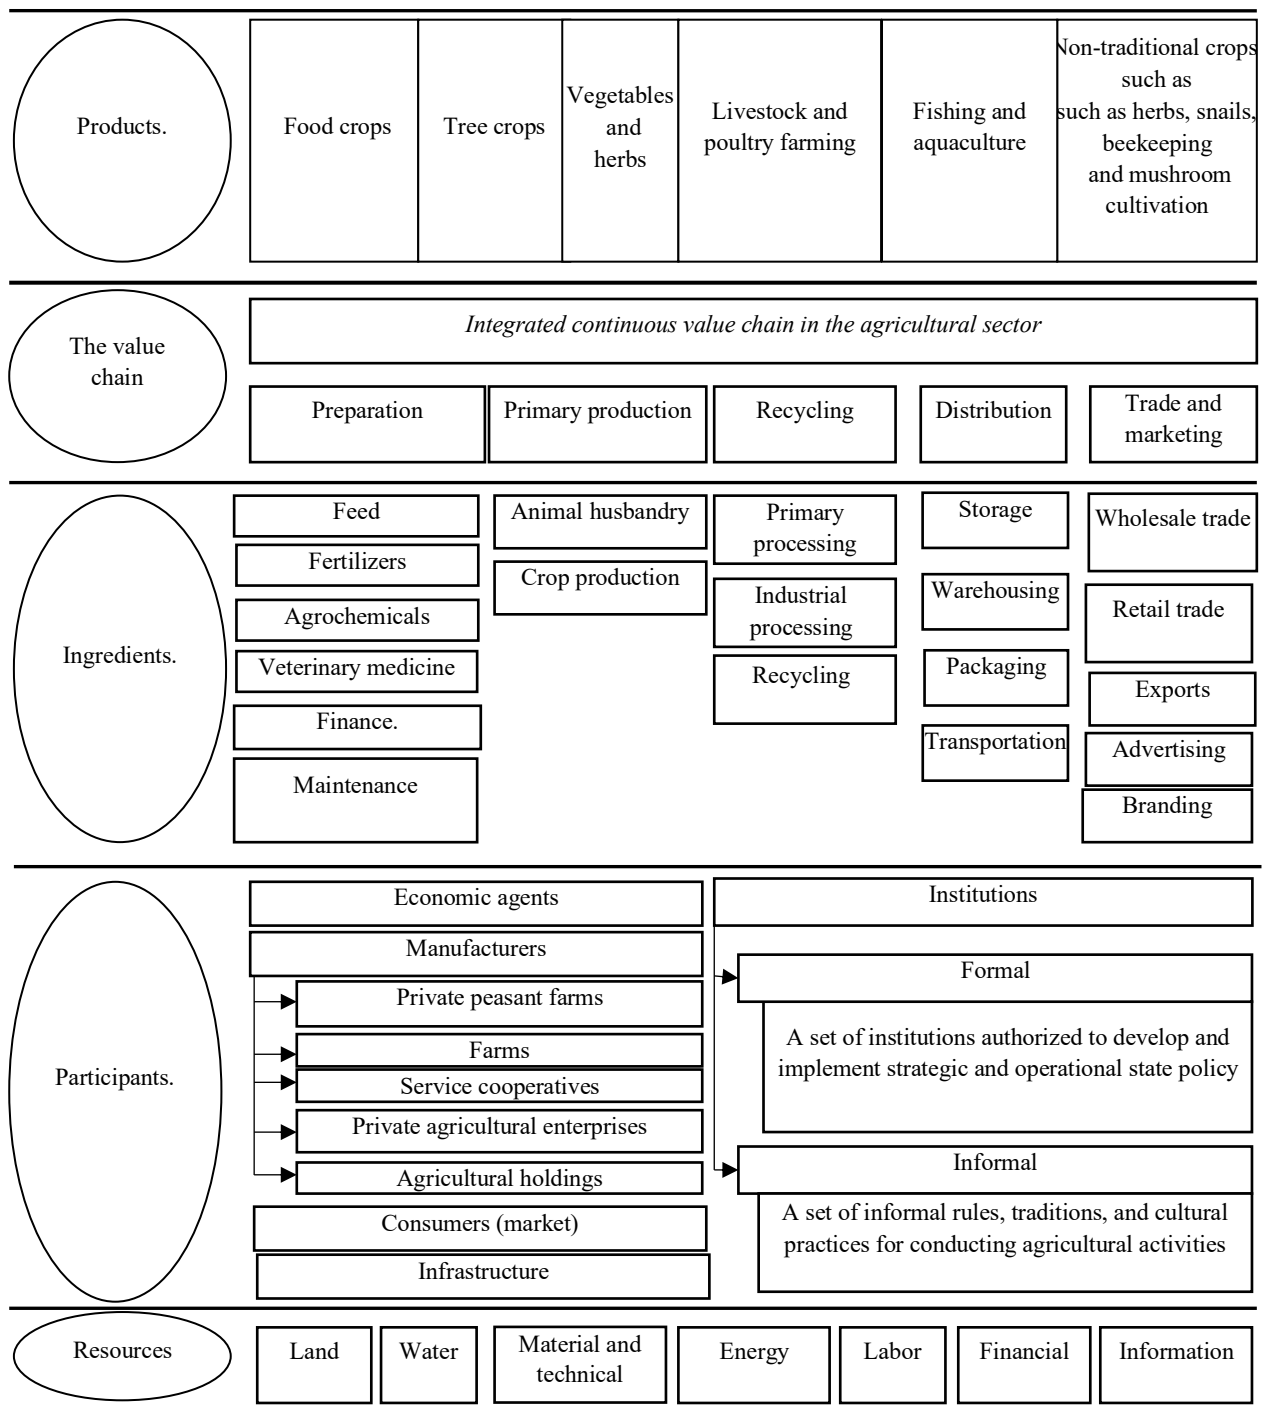 Products.
Food crops
Tree crops
Vegetables
and
herbs
Livestock and
poultry farming
Fishing and
aquaculture
Non-traditional crops
such as
such as herbs, snails,
beekeeping
and mushroom
cultivation
The value
chain
Integrated continuous value chain in the agricultural sector
Preparation
Primary production
Recycling
Distribution
Trade and
marketing
Ingredients.
Feed
Fertilizers
Agrochemicals
Veterinary medicine
Finance.
Maintenance
Animal husbandry
Crop production
Primary
processing
Industrial
processing
Recycling
Storage
Warehousing
Packaging
Transportation
Wholesale trade
Retail trade
Exports
Advertising
Branding
Participants.
Economic agents
Manufacturers
Private peasant farms
Farms
Service cooperatives
Private agricultural enterprises
Agricultural holdings
Consumers (market)
Infrastructure
Institutions
Formal
A set of institutions authorized to develop and
implement strategic and operational state policy
Informal
A set of informal rules, traditions, and cultural
practices for conducting agricultural activities
Resources
Land
Water
Material and
technical
Energy
Labor
Financial
Information